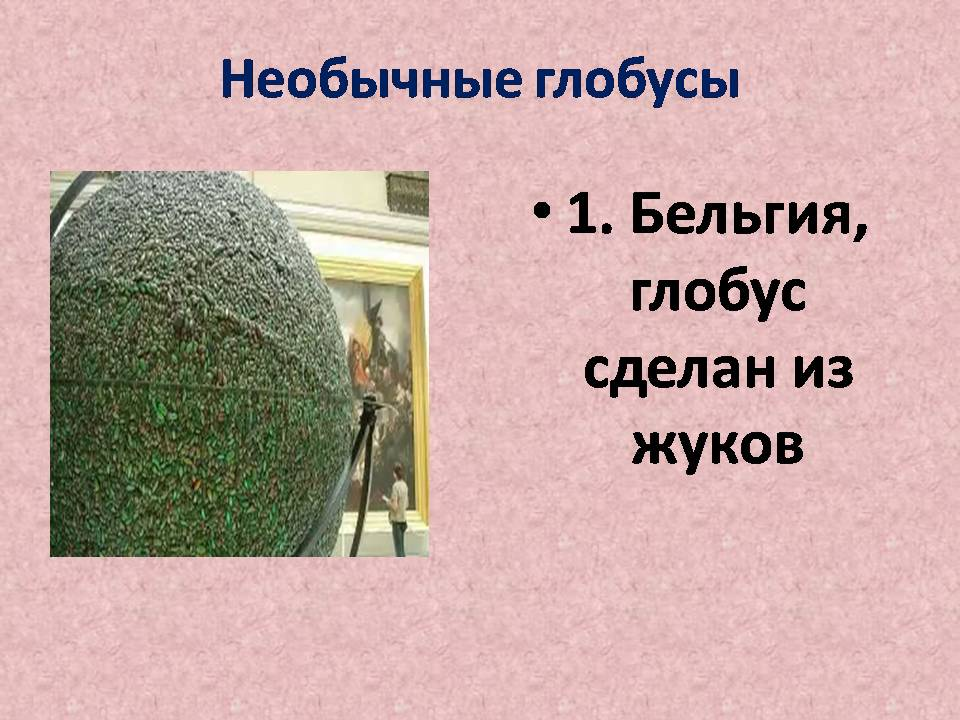 Необычные глобусы
• 1. Бельгия,
глобус
сделан из
жуков